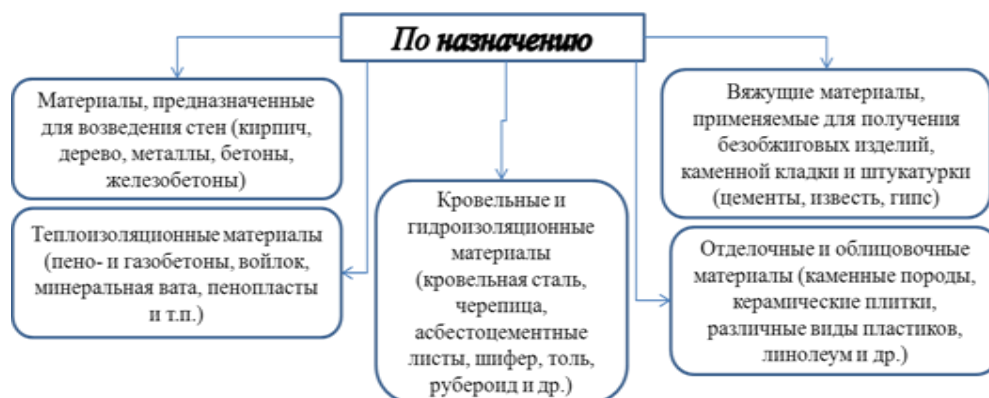 По назначению
Материалы, предназначенные
для возведения стен (кирпич,
дерево, металлы, бетоны,
железобетоны)
Вяжущие материалы,
применяемые для получения
безобжиговых изделий,
каменной кладки и штукатурки
(цементы, известь, гипс)
Теплоизоляционные материалы
(пено- и газобетоны, войлок,
минеральная вата, пенопласты
и т.п.)
Кровельные и
гидроизоляционные
материалы
(кровельная сталь,
черепица,
асбестоцементные
листы, шифер, толь,
рубероид и др.)
Отделочные и облицовочные
материалы (каменные породы,
керамические плитки,
различные виды пластиков,
линолеум и др.)